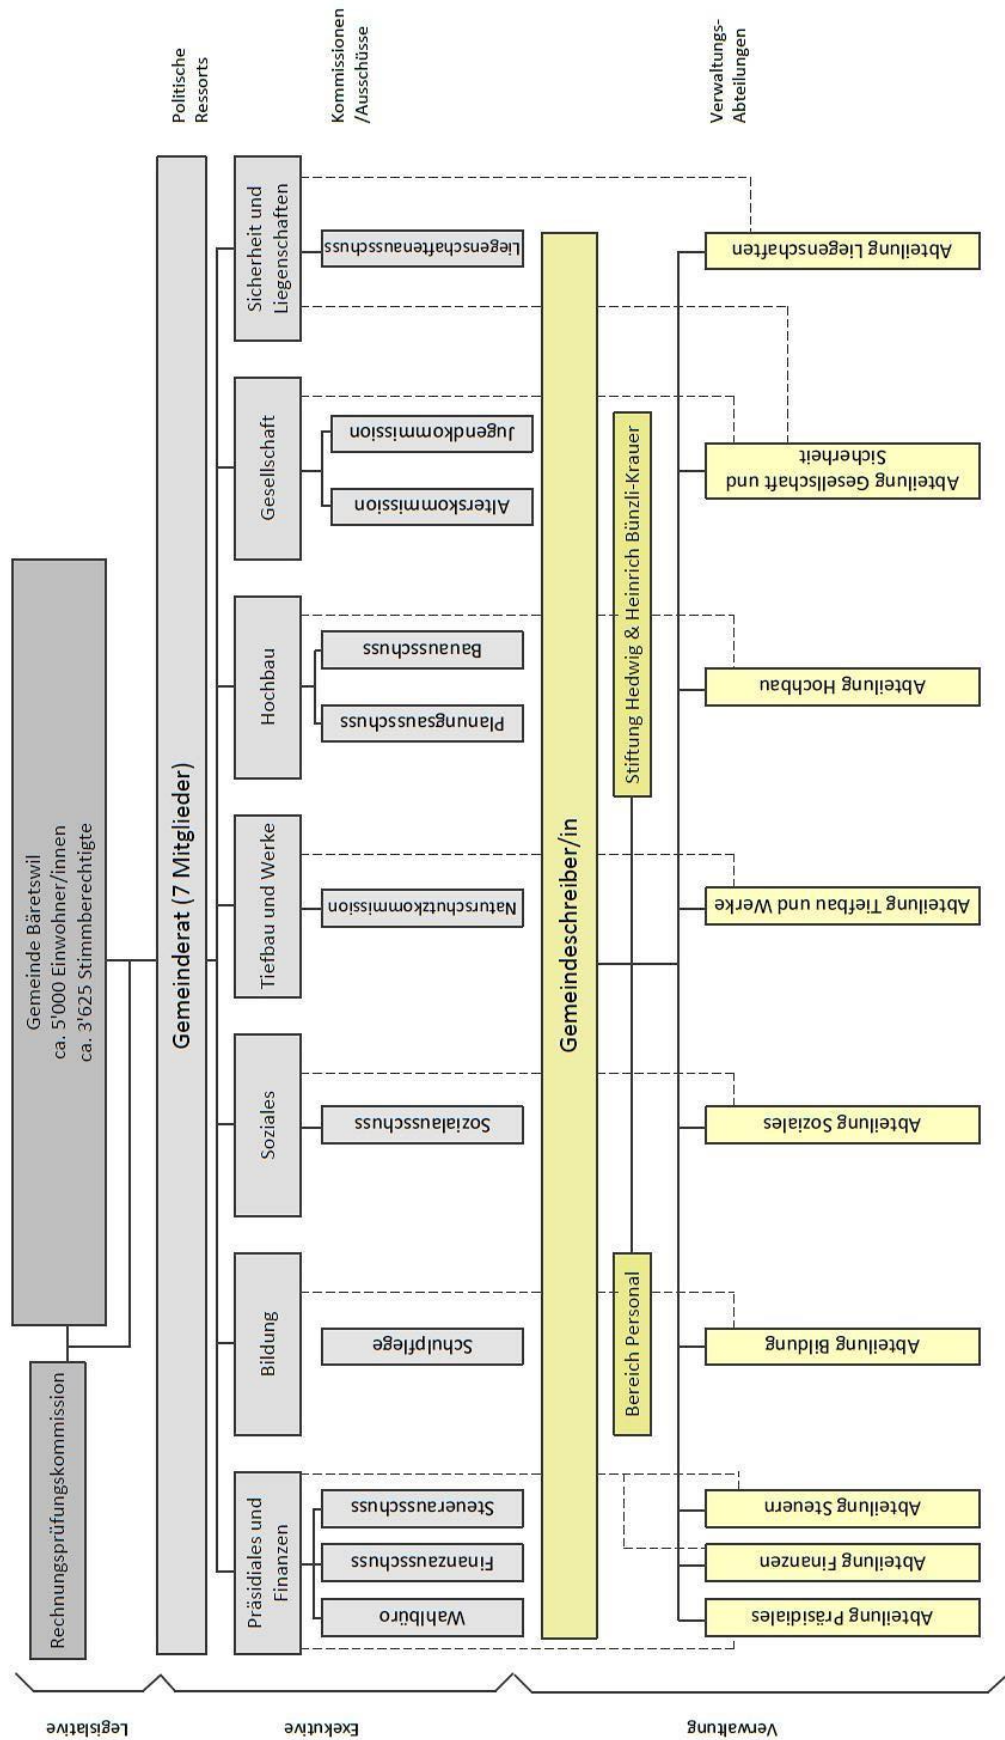 Legislative
Rechnungsprüfungskommission
Gemeinde Bäretswil
ca. 5'000 Einwohner/innen
ca. 3'625 Stimmberechtigte
Exekutive
Gemeinderat (7 Mitglieder)
Politische
Ressorts
Präsidiales und
Finanzen
Bildung
Soziales
Tiefbau und Werke
Hochbau
Gesellschaft
Sicherheit und
Liegenschaften
Kommissionen
/Ausschüsse
Wahlbüro
Finanzausschuss
Steuerausschuss
Schulpflege
Sozialausschuss
Naturschutzkommission
Planungsausschuss
Bauausschuss
Alterskommission
Jugendkommission
Liegenschaftenausschuss
Verwaltung
Gemeindeschreiber/in
Bereich Personal
Stiftung Hedwig & Heinrich Bünzli-Krauer
Verwaltungs-
Abteilungen
Abteilung Präsidiales
Abteilung Finanzen
Abteilung Steuern
Abteilung Bildung
Abteilung Soziales
Abteilung Tiefbau und Werke
Abteilung Hochbau
Abteilung Gesellschaft und
Sicherheit
Abteilung Liegenschaften